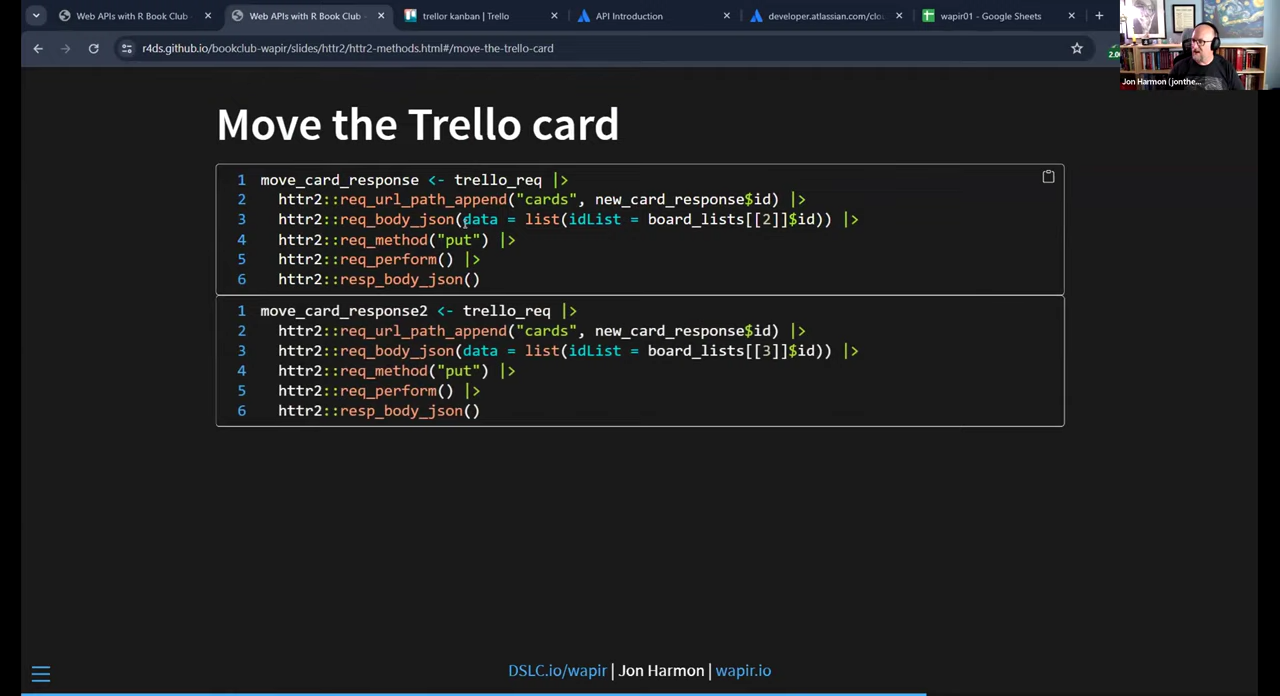 Web APIs with R Book Club
Web APIs with R Book Club
trellor kanban | Trello
API Introduction
developer.atlassian.com/clou
wapir01 - Google Sheets
r4ds.github.io/bookclub-wapir/slides/httr2/httr2-methods.html#/move-the-trello-card
Jon Harmon (jonthe...
Move the Trello card
1 move_card_response <- trello_req |>
2 httr2::req_url_path_append("cards", new_card_response$id) |>
3 httr2::req_body_json(data = list(idList = board_lists[[2]]$id)) |>
4 httr2::req_method("put") |>
5 httr2::req_perform() |>
6 httr2::resp_body_json()
1 move_card_response2 <- trello_req |>
2 httr2::req_url_path_append("cards", new_card_response$id) |>
3 httr2::req_body_json(data = list(idList = board_lists[[3]]$id)) |>
4 httr2::req_method("put") |>
5 httr2::req_perform() |>
6 httr2::resp_body_json()
DSLC.io/wapir | Jon Harmon | wapir.io